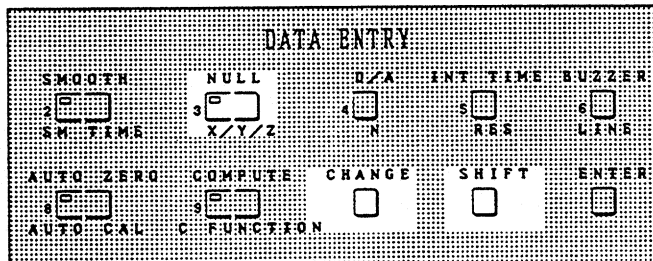 DATA ENTRY
SMOOTH NULL D/A INT TIME BUZZER
2 3 4 5 6
SM TIME X/Y/Z N RES LINE
AUTO ZERO COMPUTE CHANGE SHIFT ENTER
8 9
AUTO CAL C FUNCTION